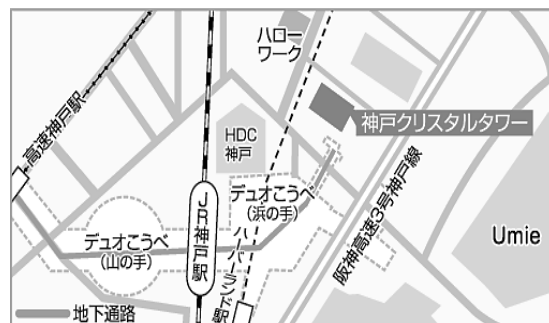 ハロー
ワーク
高速神戸駅
神戸クリスタルタワー
HDC
神戸
デュオこうべ
(浜の手)
JR神戸駅
ハーバーランド駅
阪神高速3号神戸線
デュオこうべ
(山の手)
Umie
地下通路